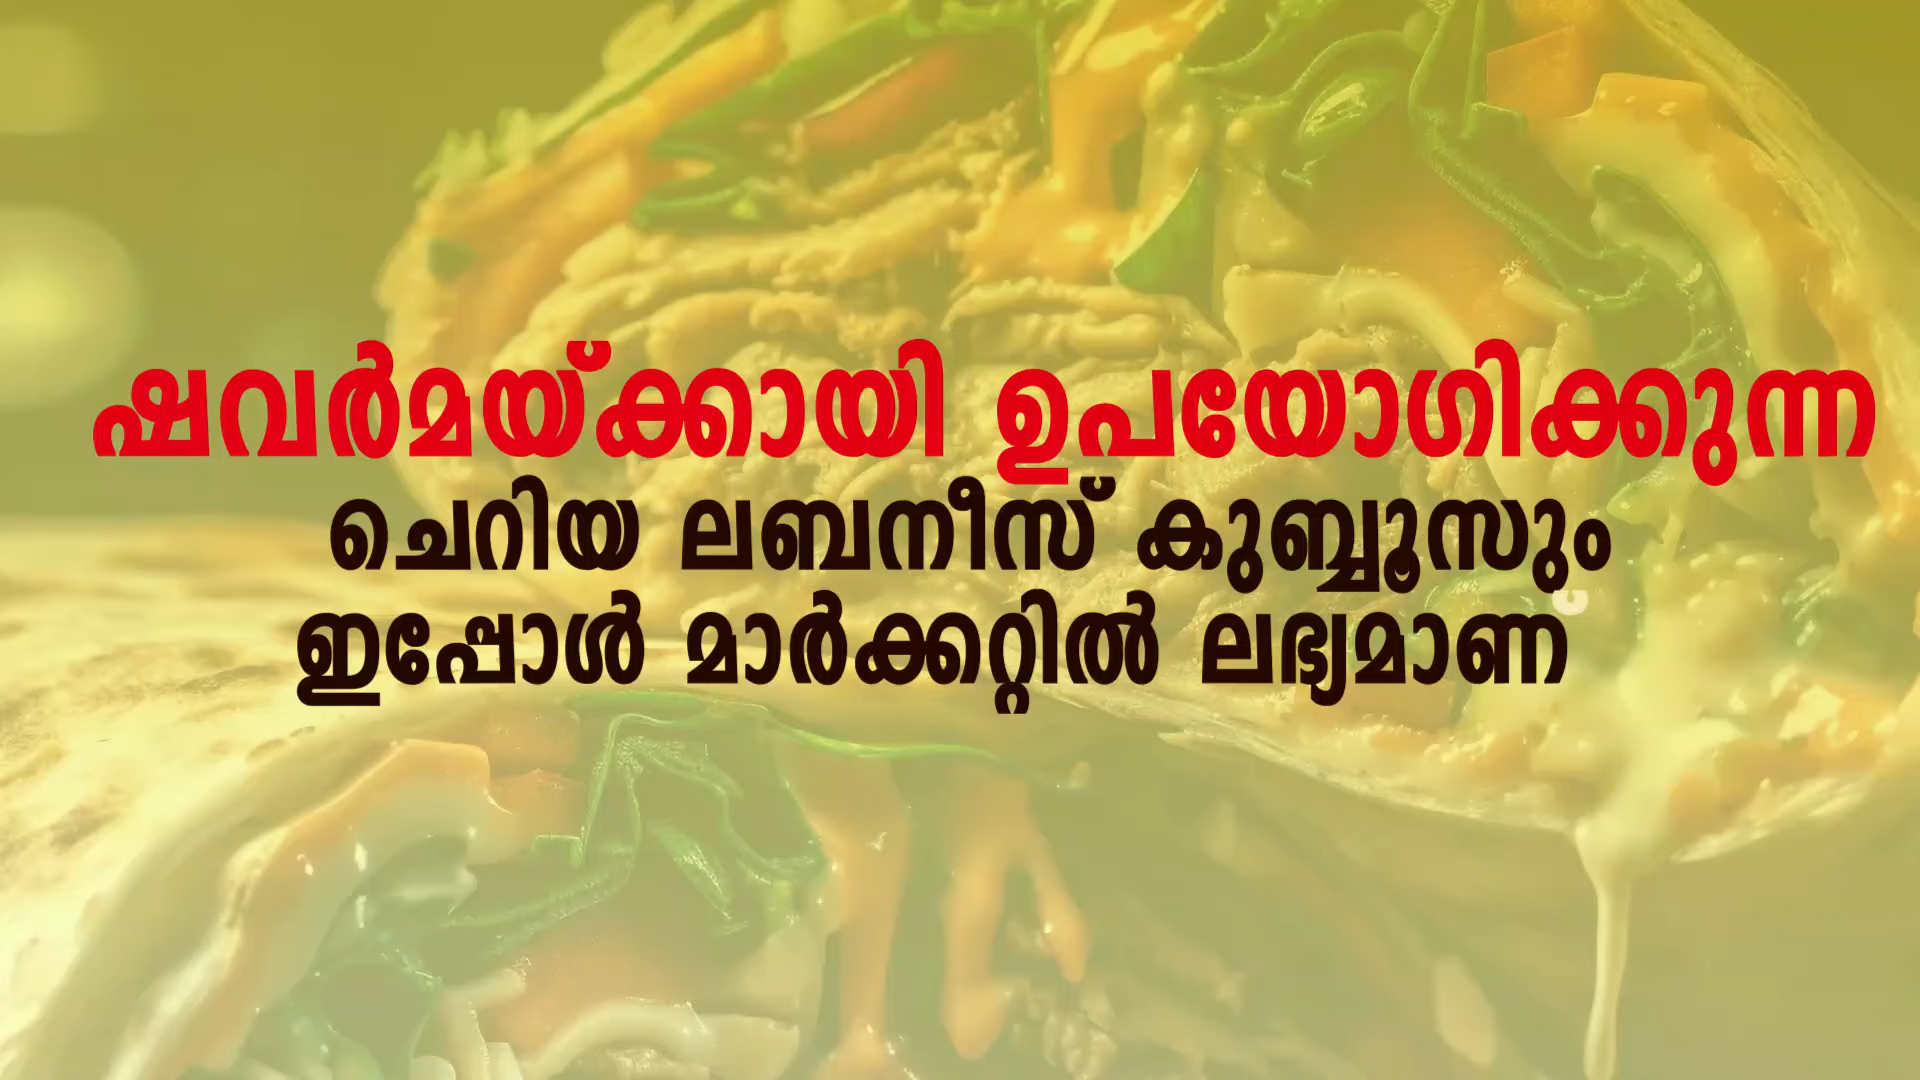 ഷവർമയ്ക്കായി ഉപയോഗിക്കുന്ന
ചെറിയ ലബനീസ് കുബ്ബൂസും
ഇപ്പോൾ മാർക്കറ്റിൽ ലഭ്യമാണ്